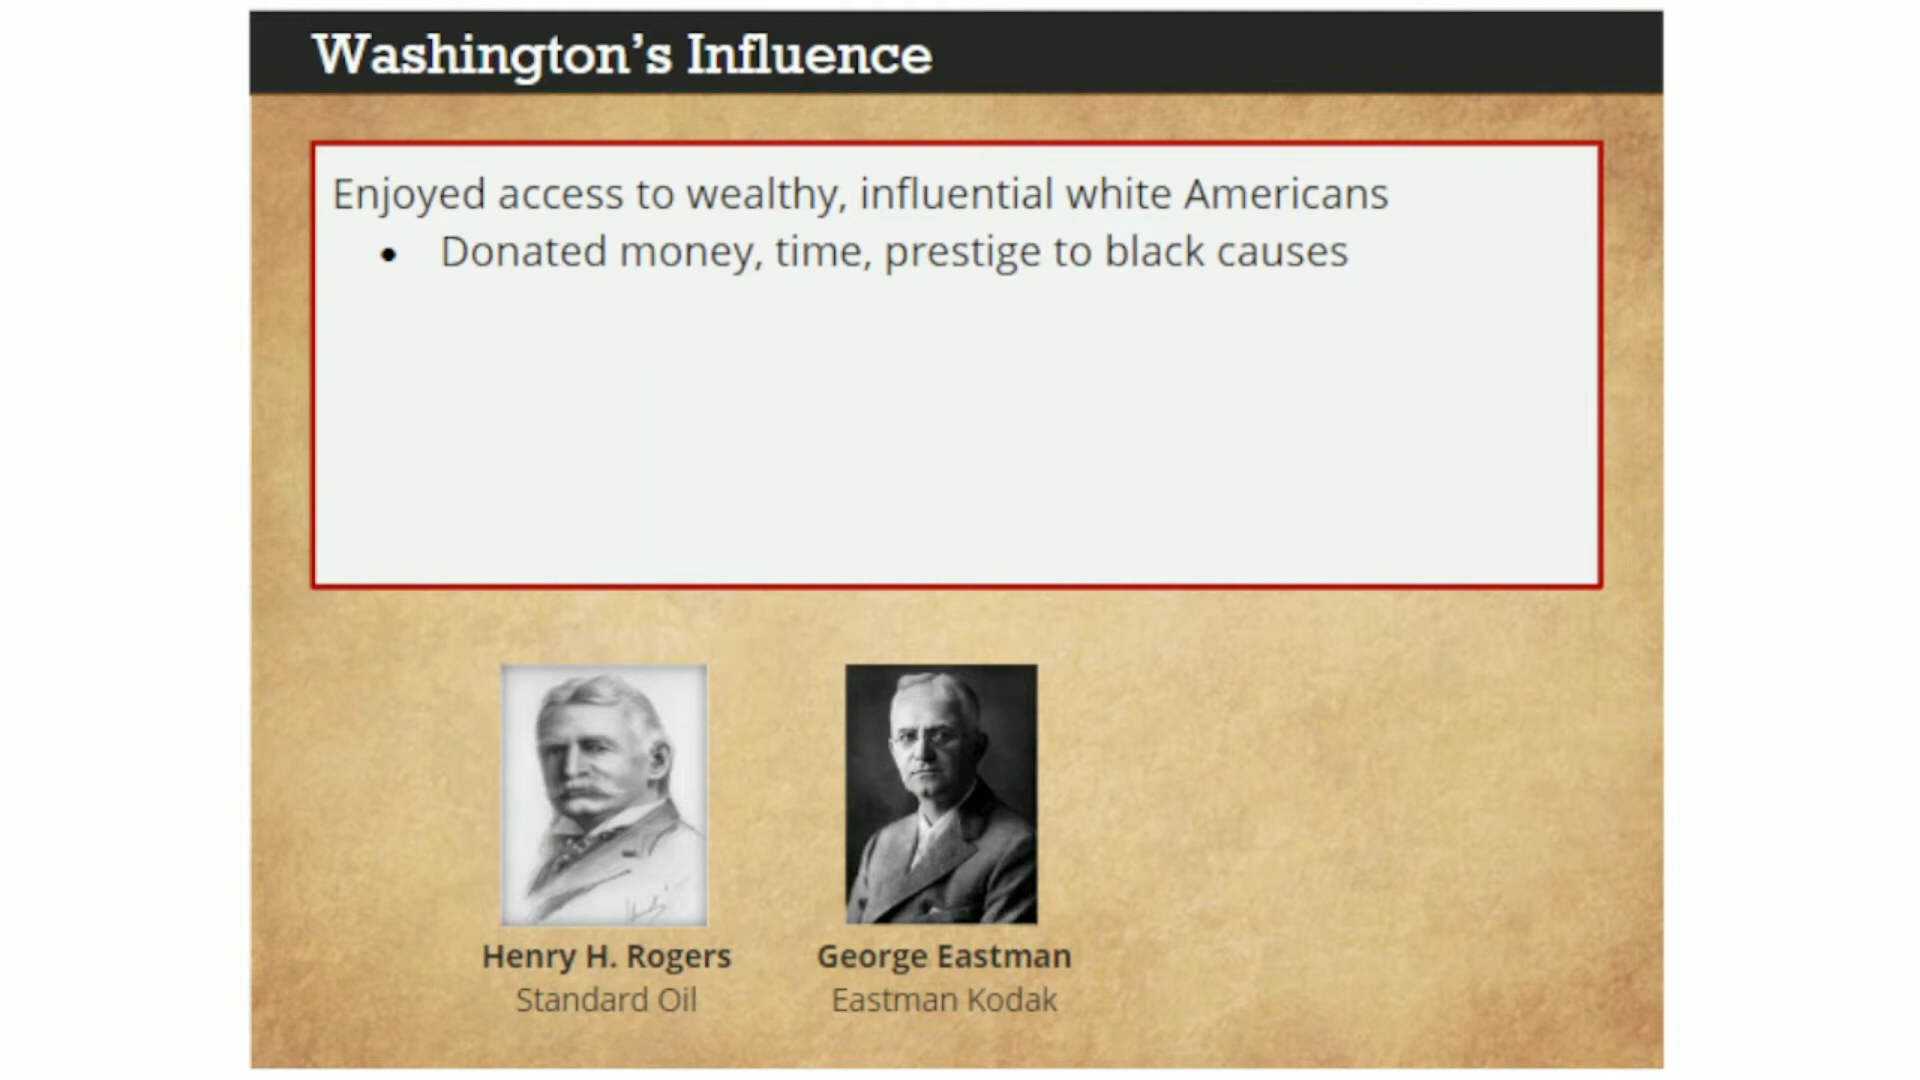 Washington’s Influence
Enjoyed access to wealthy, influential white Americans
• Donated money, time, prestige to black causes
Henry H. Rogers
Standard Oil
George Eastman
Eastman Kodak